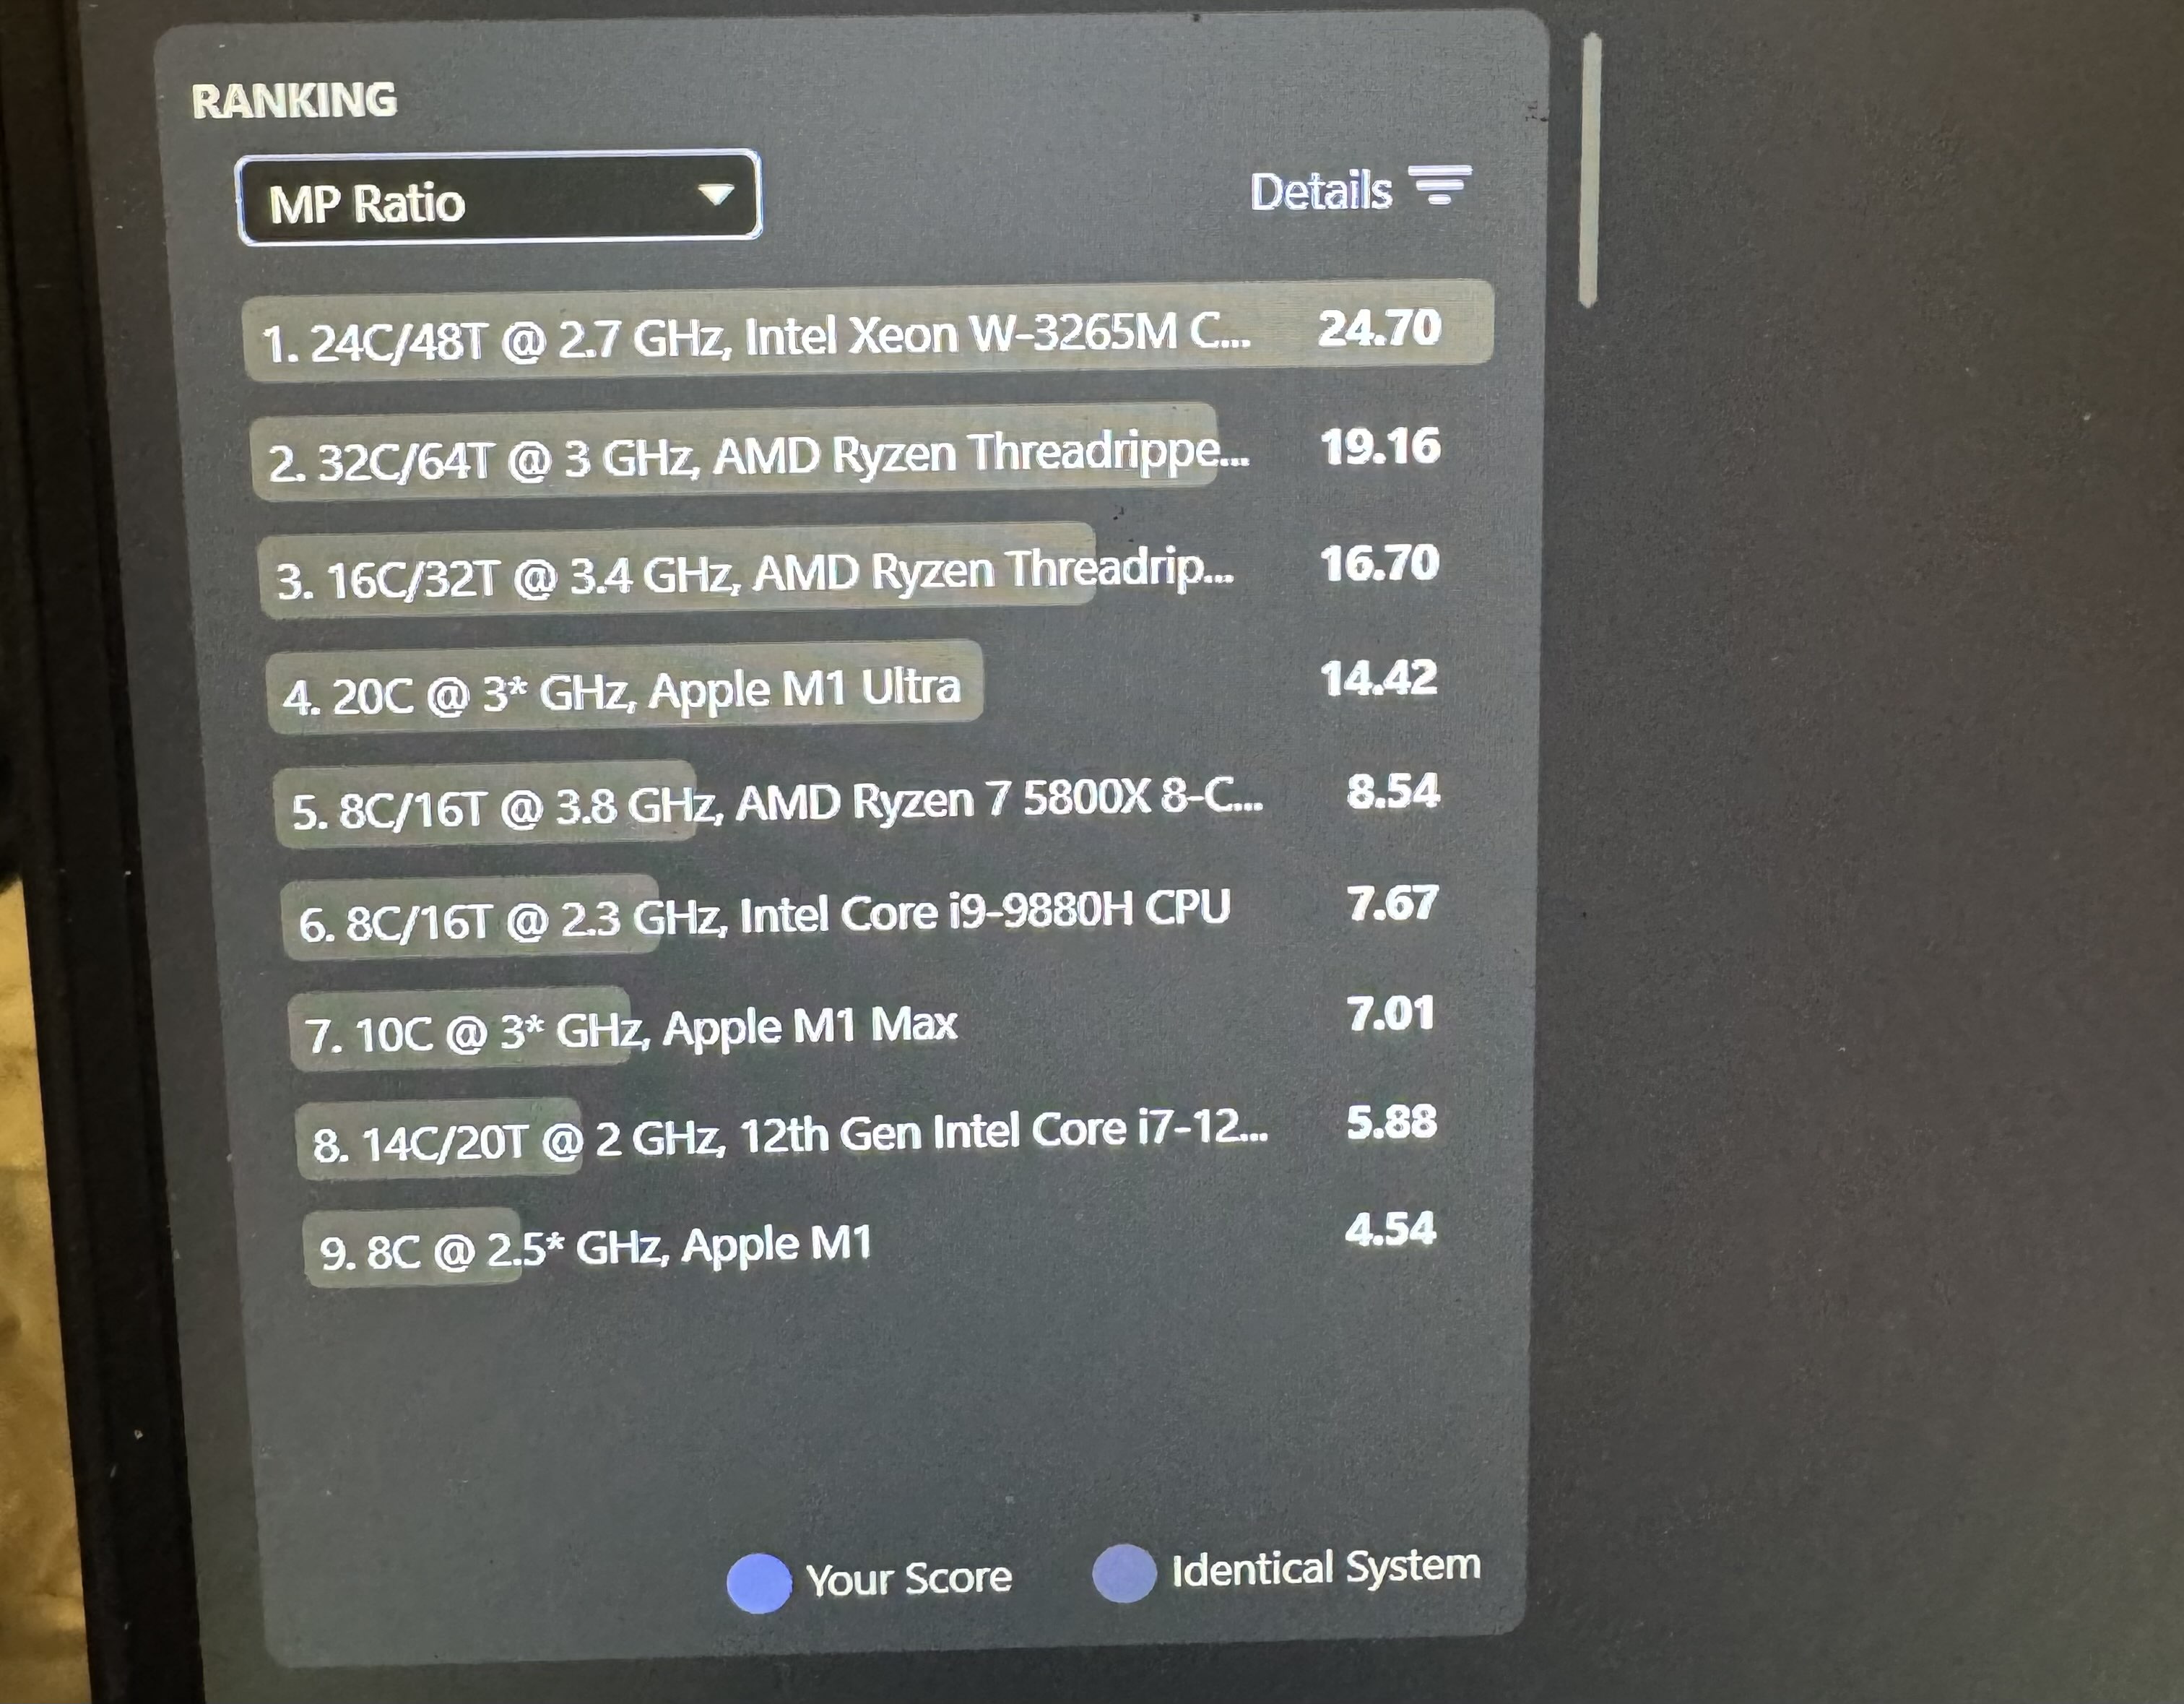 RANKING
MP Ratio
Details
1. 24C/48T @ 2.7 GHz, Intel Xeon W-3265M C... 24.70
2. 32C/64T @ 3 GHz, AMD Ryzen Threadrippe... 19.16
3. 16C/32T @ 3.4 GHz, AMD Ryzen Threadrip... 16.70
4. 20C @ 3* GHz, Apple M1 Ultra 14.42
5. 8C/16T @ 3.8 GHz, AMD Ryzen 7 5800X 8-C... 8.54
6. 8C/16T @ 2.3 GHz, Intel Core i9-9880H CPU 7.67
7. 10C @ 3* GHz, Apple M1 Max 7.01
8. 14C/20T @ 2 GHz, 12th Gen Intel Core i7-12... 5.88
9. 8C @ 2.5* GHz, Apple M1 4.54
Your Score Identical System